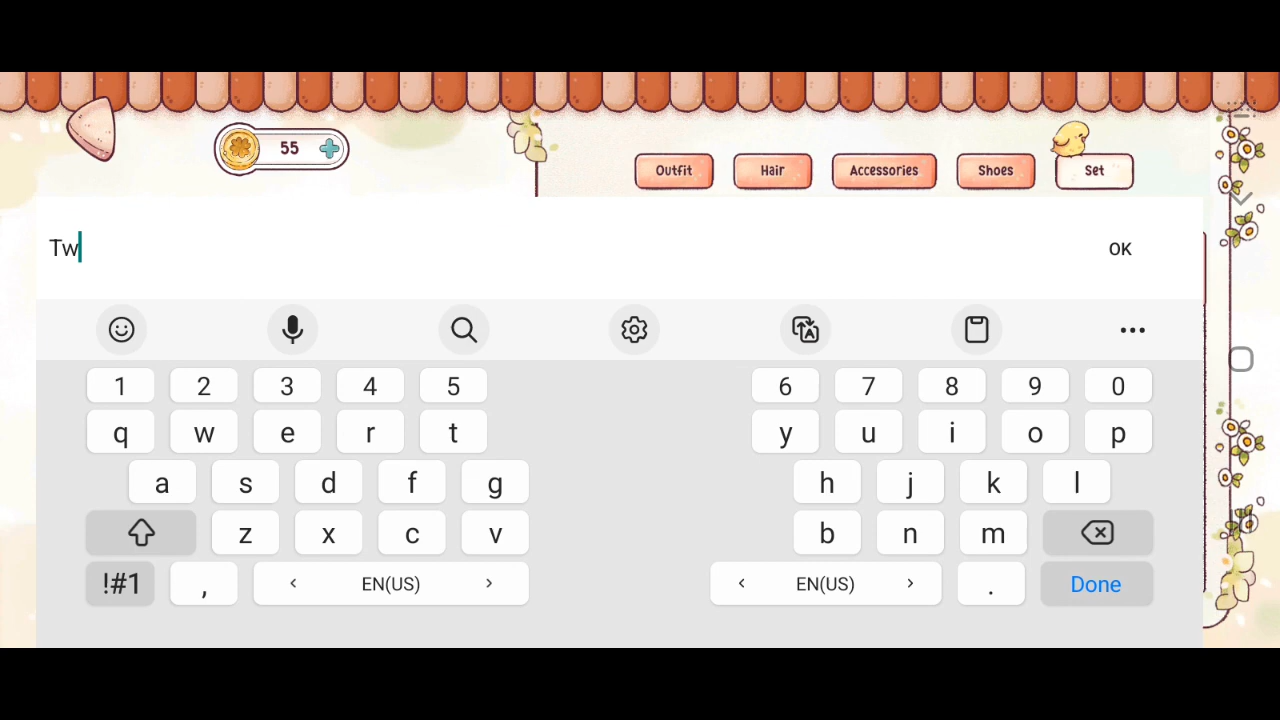 55
Outfit Hair Accessories Shoes Set
Tw
OK
1 2 3 4 5 6 7 8 9 0
q w e r t y u i o p
a s d f g h j k l
z x c v b n m
!#1 , < EN(US) > < EN(US) > . Done